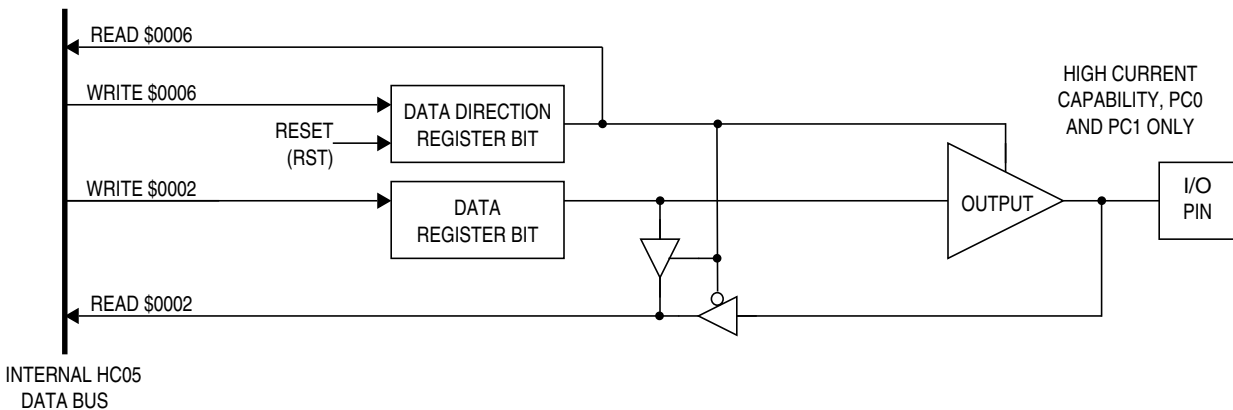 READ $0006
WRITE $0006
RESET
(RST)
DATA DIRECTION
REGISTER BIT
HIGH CURRENT
CAPABILITY, PC0
AND PC1 ONLY
WRITE $0002
DATA
REGISTER BIT
OUTPUT
I/O
PIN
READ $0002
INTERNAL HC05
DATA BUS